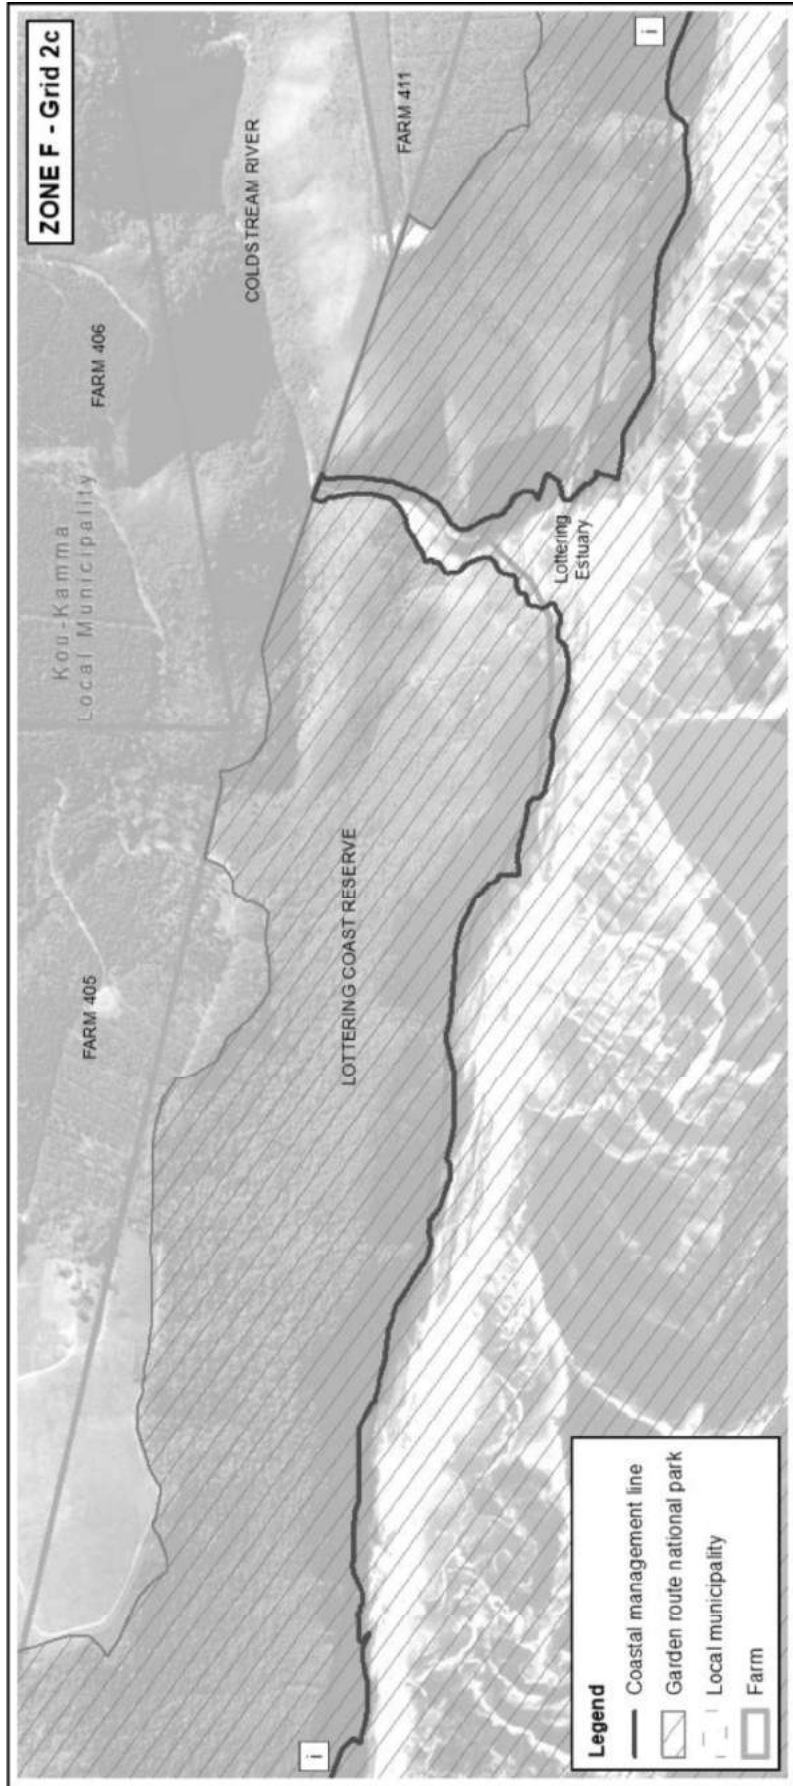 ZONE F - Grid 2c
i
FARM 411
COLDSTREAM RIVER
FARM 406
Kou-Kamma
Local Municipality
Lottering
Estuary
LOTTERING COAST RESERVE
FARM 405
i
Legend
Coastal management line
Garden route national park
Local municipality
Farm